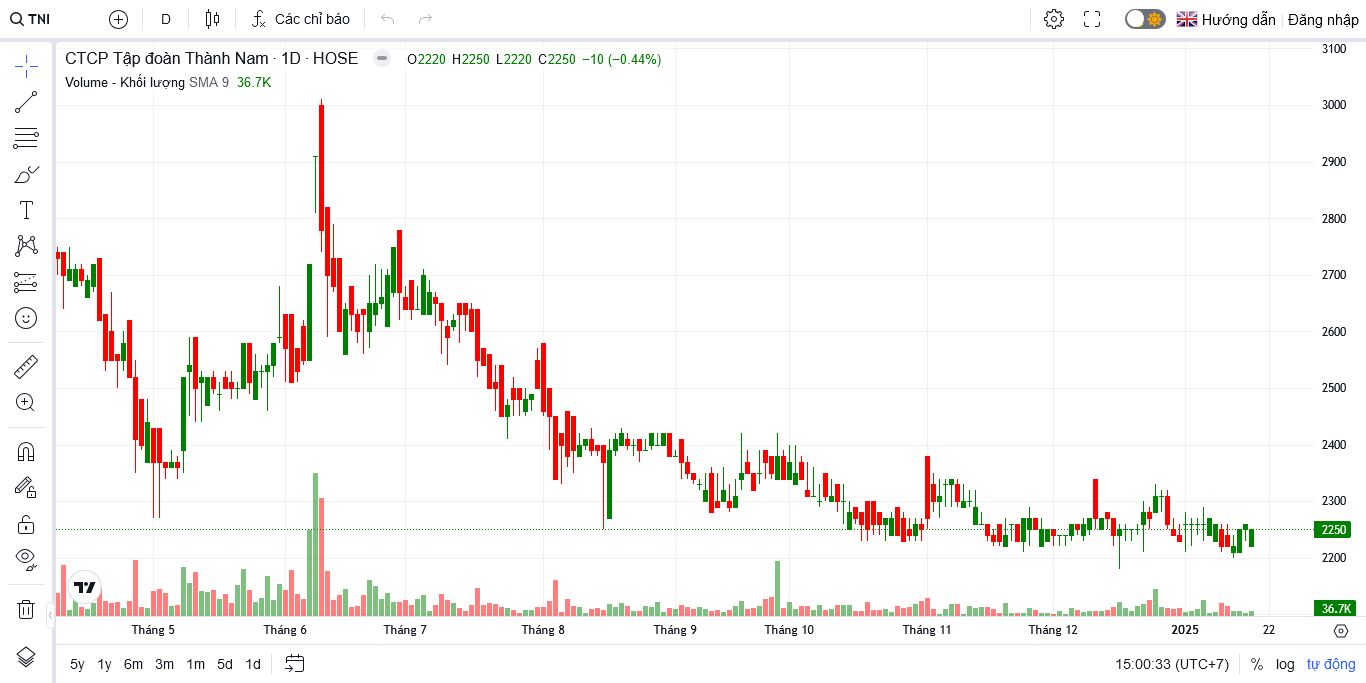 TNI D Các chỉ báo Hướng dẫn Đăng nhập
CTCP Tập đoàn Thành Nam · 1D · HOSE O2220 H2250 L2220 C2250 −10 (−0.44%)
Volume - Khối lượng SMA 9 36.7K
3100
3000
2900
2800
2700
2600
2500
2400
2300
2250
2200
36.7K
Tháng 5 Tháng 6 Tháng 7 Tháng 8 Tháng 9 Tháng 10 Tháng 11 Tháng 12 2025 22
5y 1y 6m 3m 1m 5d 1d 15:00:33 (UTC+7) % log tự động